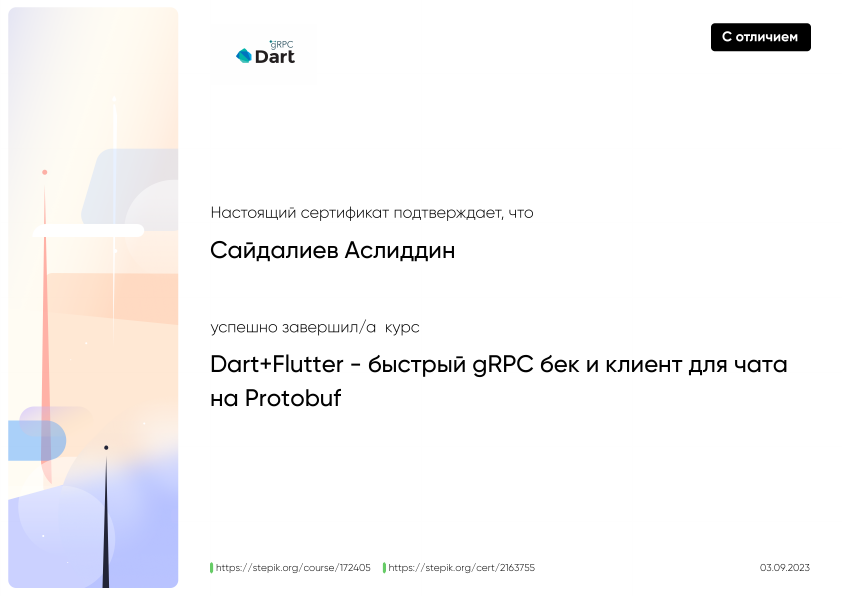 gRPC
Dart
С отличием
Настоящий сертификат подтверждает, что
Сайдалиев Аслиддин
успешно завершил/а курс
Dart+Flutter - быстрый gRPC бек и клиент для чата
на Protobuf
https://stepik.org/course/172405 https://stepik.org/cert/2163755 03.09.2023